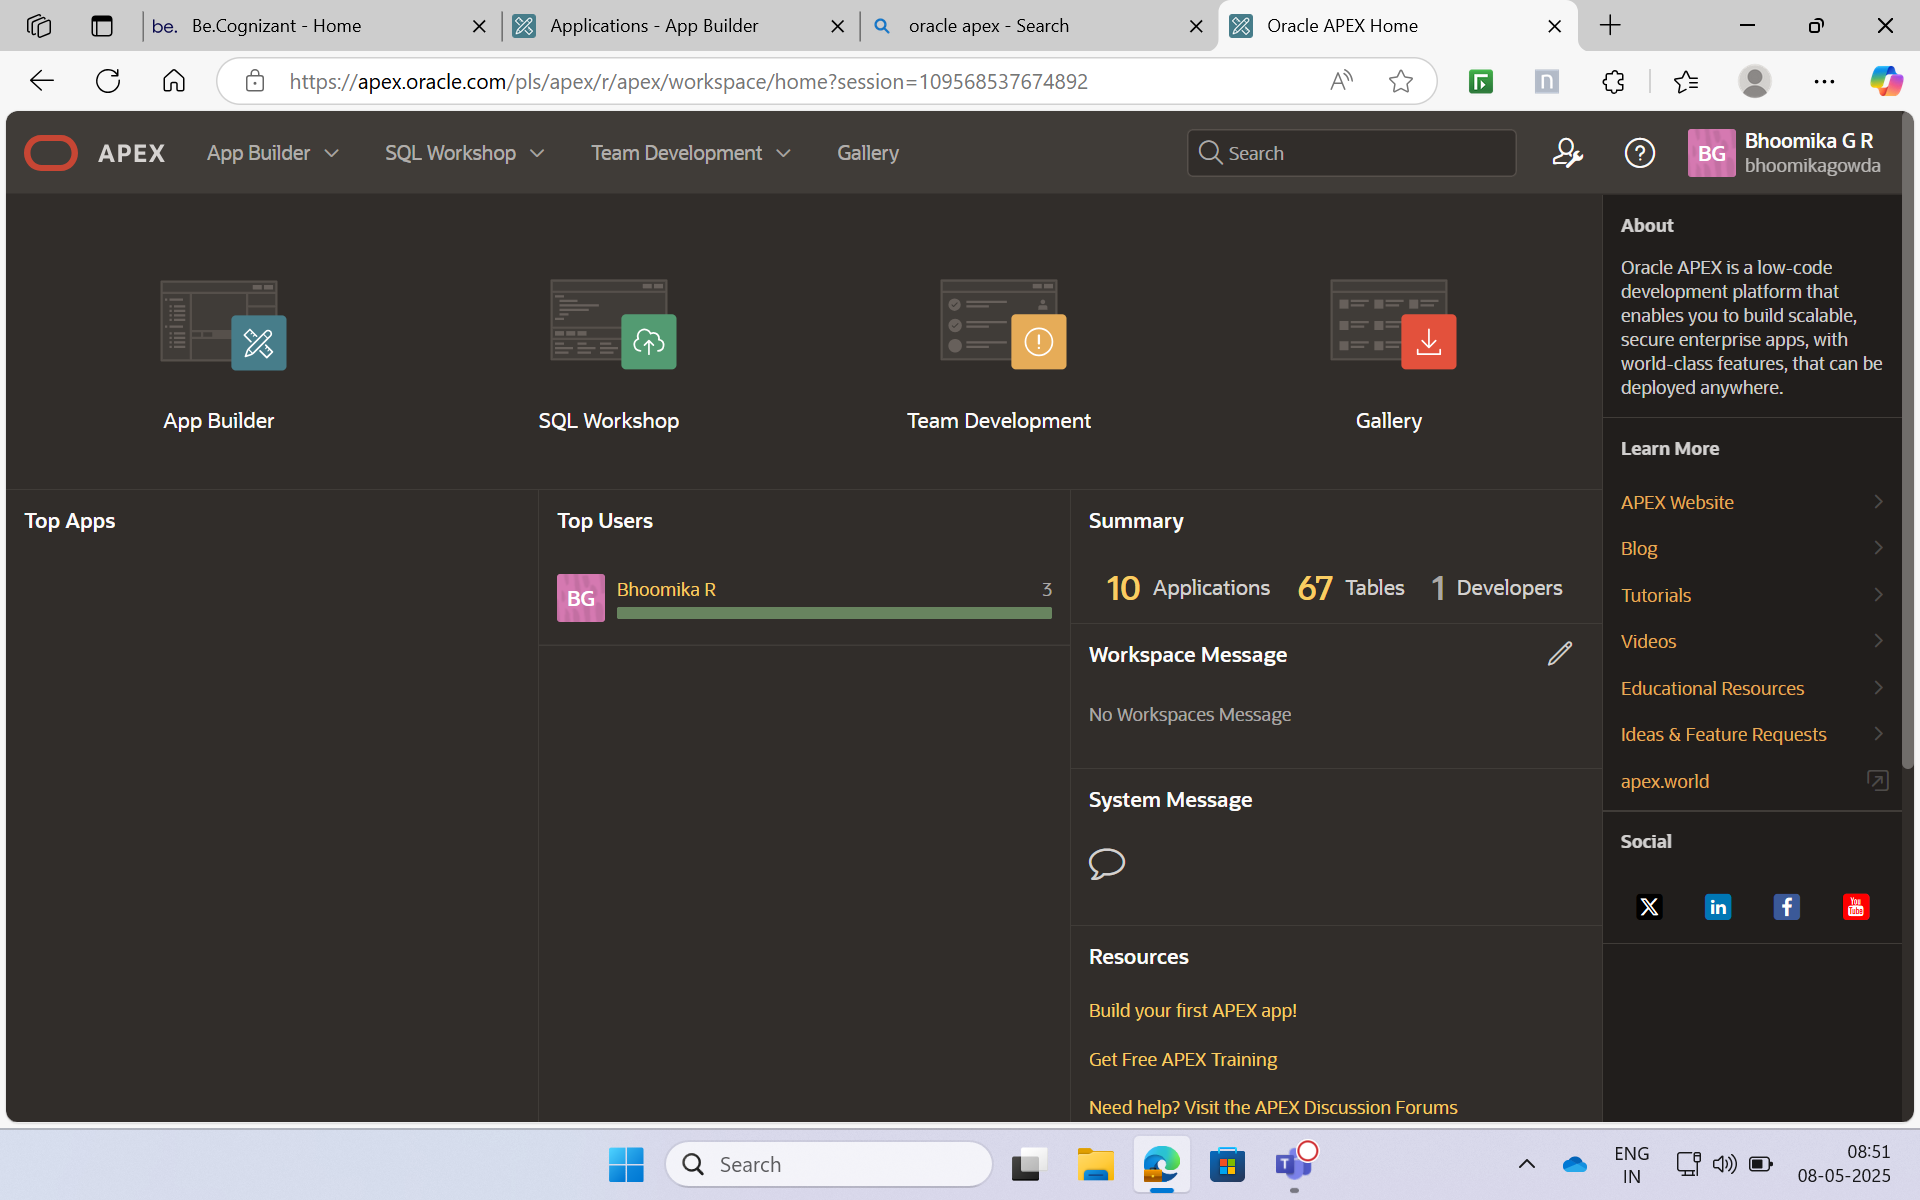 be. Be.Cognizant - Home
Applications - App Builder
oracle apex - Search
Oracle APEX Home
https://apex.oracle.com/pls/apex/r/apex/workspace/home?session=109568537674892
APEX
App Builder
SQL Workshop
Team Development
Gallery
Search
BG
Bhoomika G R
bhoomikagowda
App Builder
SQL Workshop
Team Development
Gallery
Top Apps
Top Users
BG
Bhoomika R
3
Summary
10 Applications
67 Tables
1 Developers
Workspace Message
No Workspaces Message
System Message
Resources
Build your first APEX app!
Get Free APEX Training
Need help? Visit the APEX Discussion Forums
About
Oracle APEX is a low-code
development platform that
enables you to build scalable,
secure enterprise apps, with
world-class features, that can be
deployed anywhere.
Learn More
APEX Website
Blog
Tutorials
Videos
Educational Resources
Ideas & Feature Requests
apex.world
Social
X
in
f
You Tube
Search
T
ENG
IN
08:51
08-05-2025